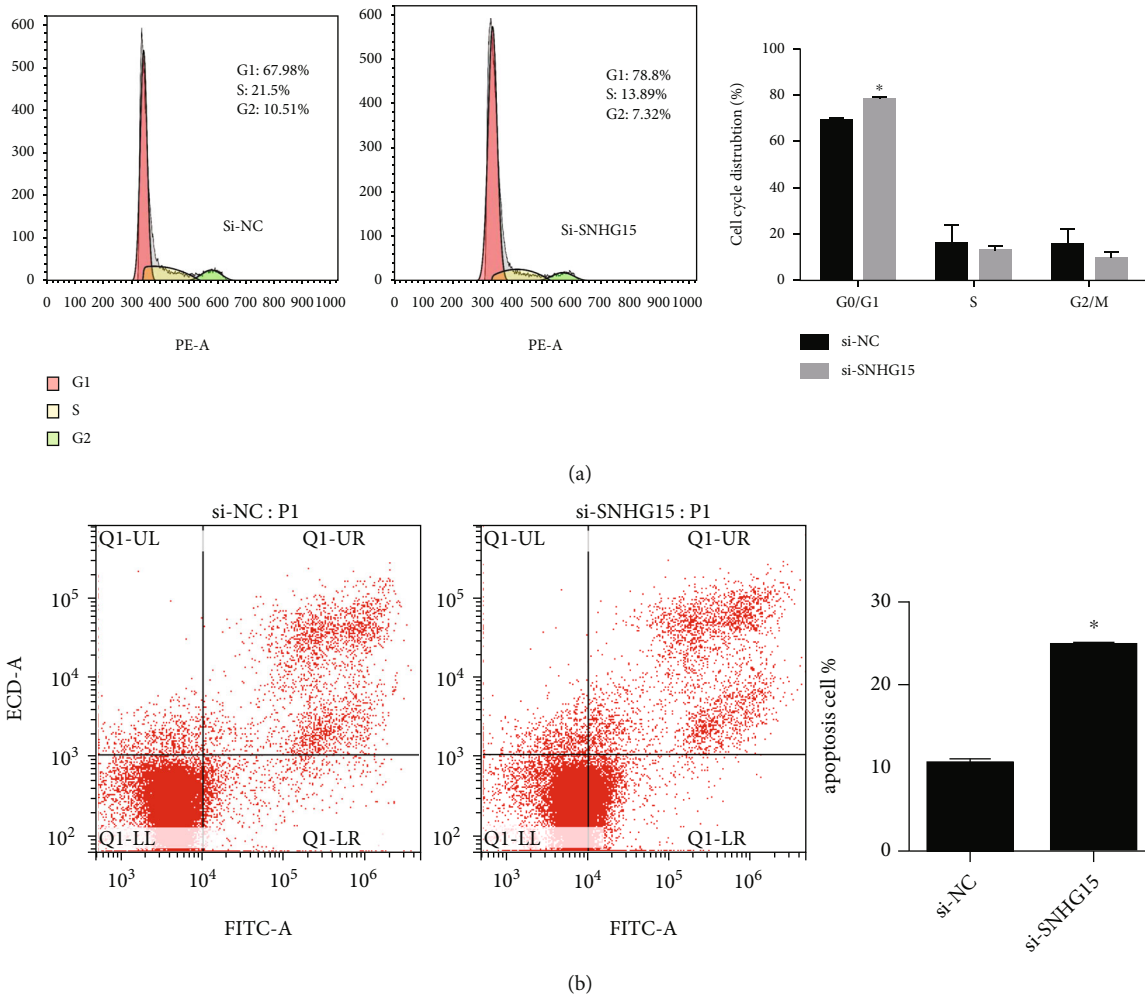 600
500
400
300
200
100
0
G1: 67.98%
S: 21.5%
G2: 10.51%
Si-NC
0 100 200 300 400 500 600 700 800 900 1000
PE-A
600
500
400
300
200
100
0
G1: 78.8%
S: 13.89%
G2: 7.32%
Si-SNHG15
0 100 200 300 400 500 600 700 800 900 1000
PE-A
G1
S
G2
Cell cycle distrubtion (%)
100
80
60
40
20
0
*
G0/G1 S G2/M
si-NC
si-SNHG15
(a)
si-NC : P1
Q1-UL Q1-UR
Q1-LL Q1-LR
ECD-A
10^5
10^4
10^3
10^2
10^3 10^4 10^5 10^6
FITC-A
si-SNHG15 : P1
Q1-UL Q1-UR
Q1-LL Q1-LR
10^5
10^4
10^3
10^2
10^3 10^4 10^5 10^6
FITC-A
apoptosis cell %
30
20
10
0
*
si-NC
si-SNHG15
(b)